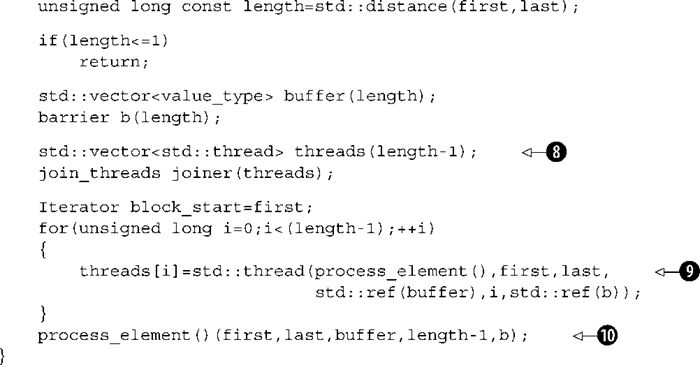 unsigned long const length=std::distance(first,last);
if(length<=1)
return;
std::vector<value_type> buffer(length);
barrier b(length);
std::vector<std::thread> threads(length-1); 8
join_threads joiner(threads);
Iterator block_start=first;
for(unsigned long i=0;i<(length-1);++i)
{
threads[i]=std::thread(process_element(),first,last, 9
std::ref(buffer),i,std::ref(b));
}
process_element()(first,last,buffer,length-1,b); 10
}